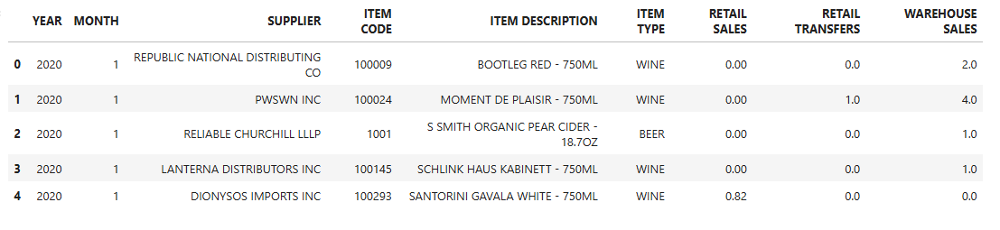 YEAR MONTH SUPPLIER ITEM CODE ITEM DESCRIPTION ITEM TYPE RETAIL SALES RETAIL TRANSFERS WAREHOUSE SALES
0 2020 1 REPUBLIC NATIONAL DISTRIBUTING CO 100009 BOOTLEG RED - 750ML WINE 0.00 0.0 2.0
1 2020 1 PWSWN INC 100024 MOMENT DE PLAISIR - 750ML WINE 0.00 1.0 4.0
2 2020 1 RELIABLE CHURCHILL LLLP 1001 S SMITH ORGANIC PEAR CIDER - 18.7OZ BEER 0.00 0.0 1.0
3 2020 1 LANTERNA DISTRIBUTORS INC 100145 SCHLINK HAUS KABINETT - 750ML WINE 0.00 0.0 1.0
4 2020 1 DIONYSOS IMPORTS INC 100293 SANTORINI GAVALA WHITE - 750ML WINE 0.82 0.0 0.0